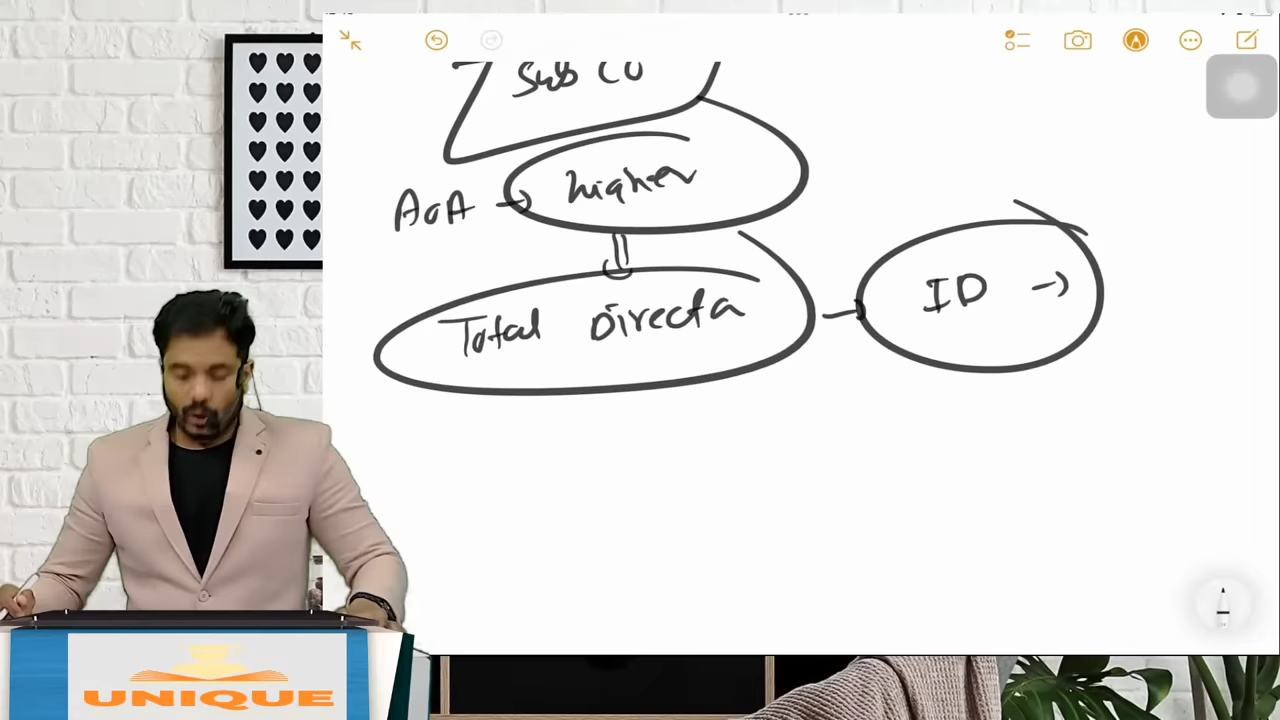 Sub Co
AOA → higher
Total Directa → ID →
UNIQUE